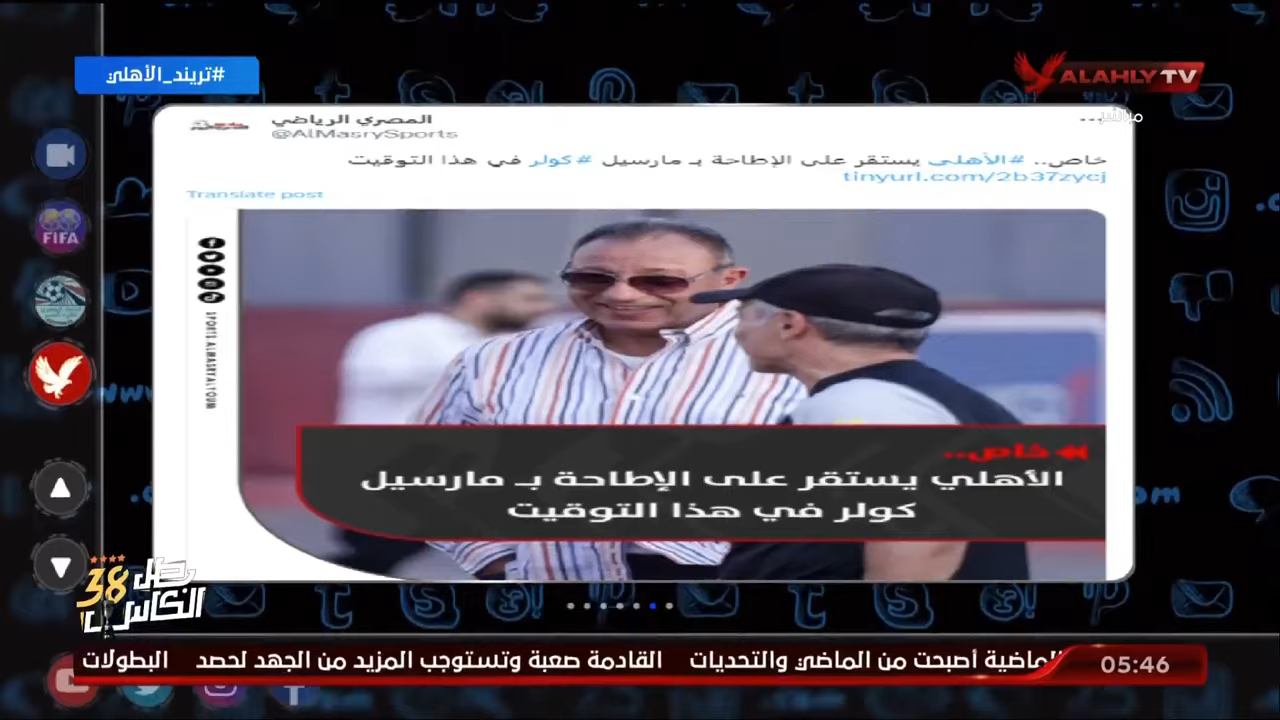 #تريند_الأهلي
ALAHLY TV
مباشر
المصري الرياضي
@AlMasrySports
خاص.. #الأهلي يستقر على الإطاحة بـ مارسيل #كولر في هذا التوقيت
tinyurl.com/2b37zycj
Translate post
FIFA
SPORTS.ALMASRYALYOUM
خاص..
الأهلي يستقر على الإطاحة بـ مارسيل
كولر في هذا التوقيت
بطل
الكاس
38
الماضية أصبحت من الماضي والتحديات القادمة صعبة وتستوجب المزيد من الجهد لحصد البطولات
05:46